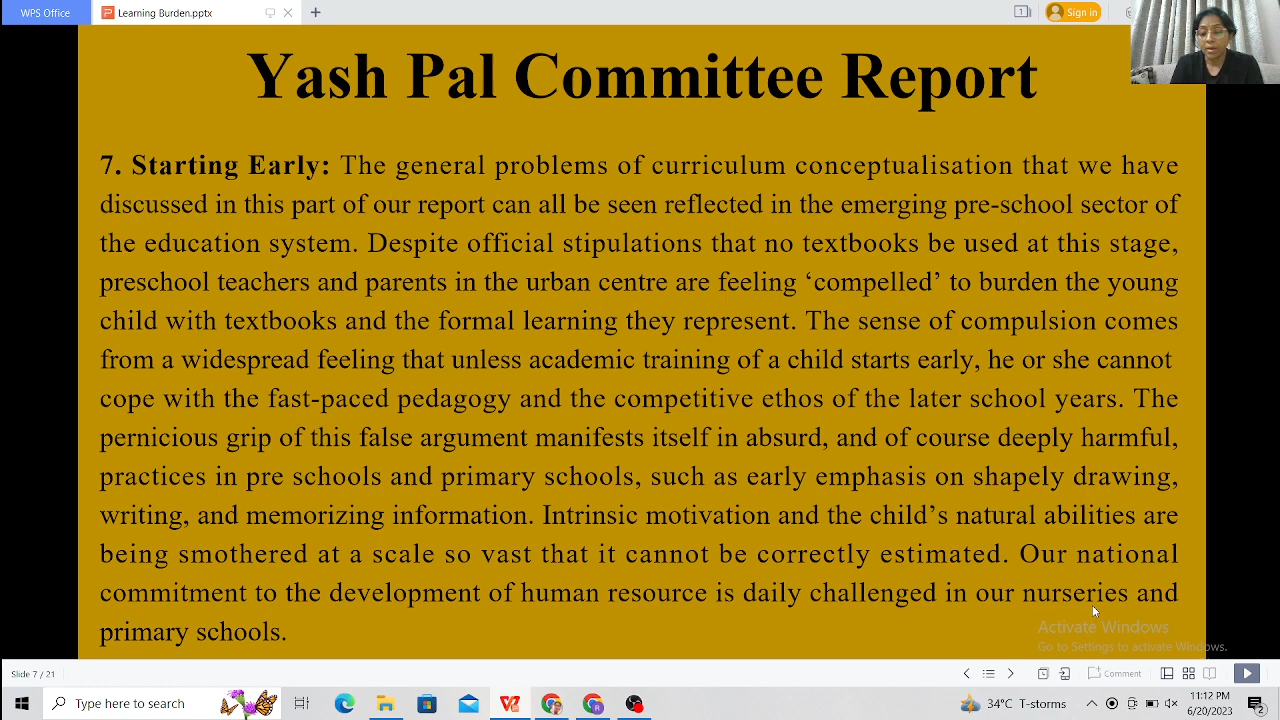 WPS Office
Learning Burden.pptx
Sign in
Yash Pal Committee Report
7. Starting Early: The general problems of curriculum conceptualisation that we have
discussed in this part of our report can all be seen reflected in the emerging pre-school sector of
the education system. Despite official stipulations that no textbooks be used at this stage,
preschool teachers and parents in the urban centre are feeling ‘compelled’ to burden the young
child with textbooks and the formal learning they represent. The sense of compulsion comes
from a widespread feeling that unless academic training of a child starts early, he or she cannot
cope with the fast-paced pedagogy and the competitive ethos of the later school years. The
pernicious grip of this false argument manifests itself in absurd, and of course deeply harmful,
practices in pre schools and primary schools, such as early emphasis on shapely drawing,
writing, and memorizing information. Intrinsic motivation and the child’s natural abilities are
being smothered at a scale so vast that it cannot be correctly estimated. Our national
commitment to the development of human resource is daily challenged in our nurseries and
primary schools.
Activate Windows
Go to Settings to activate Windows.
Slide 7 / 21
Comment
Type here to search
34°C T-storms
11:12 PM
6/20/2023
2